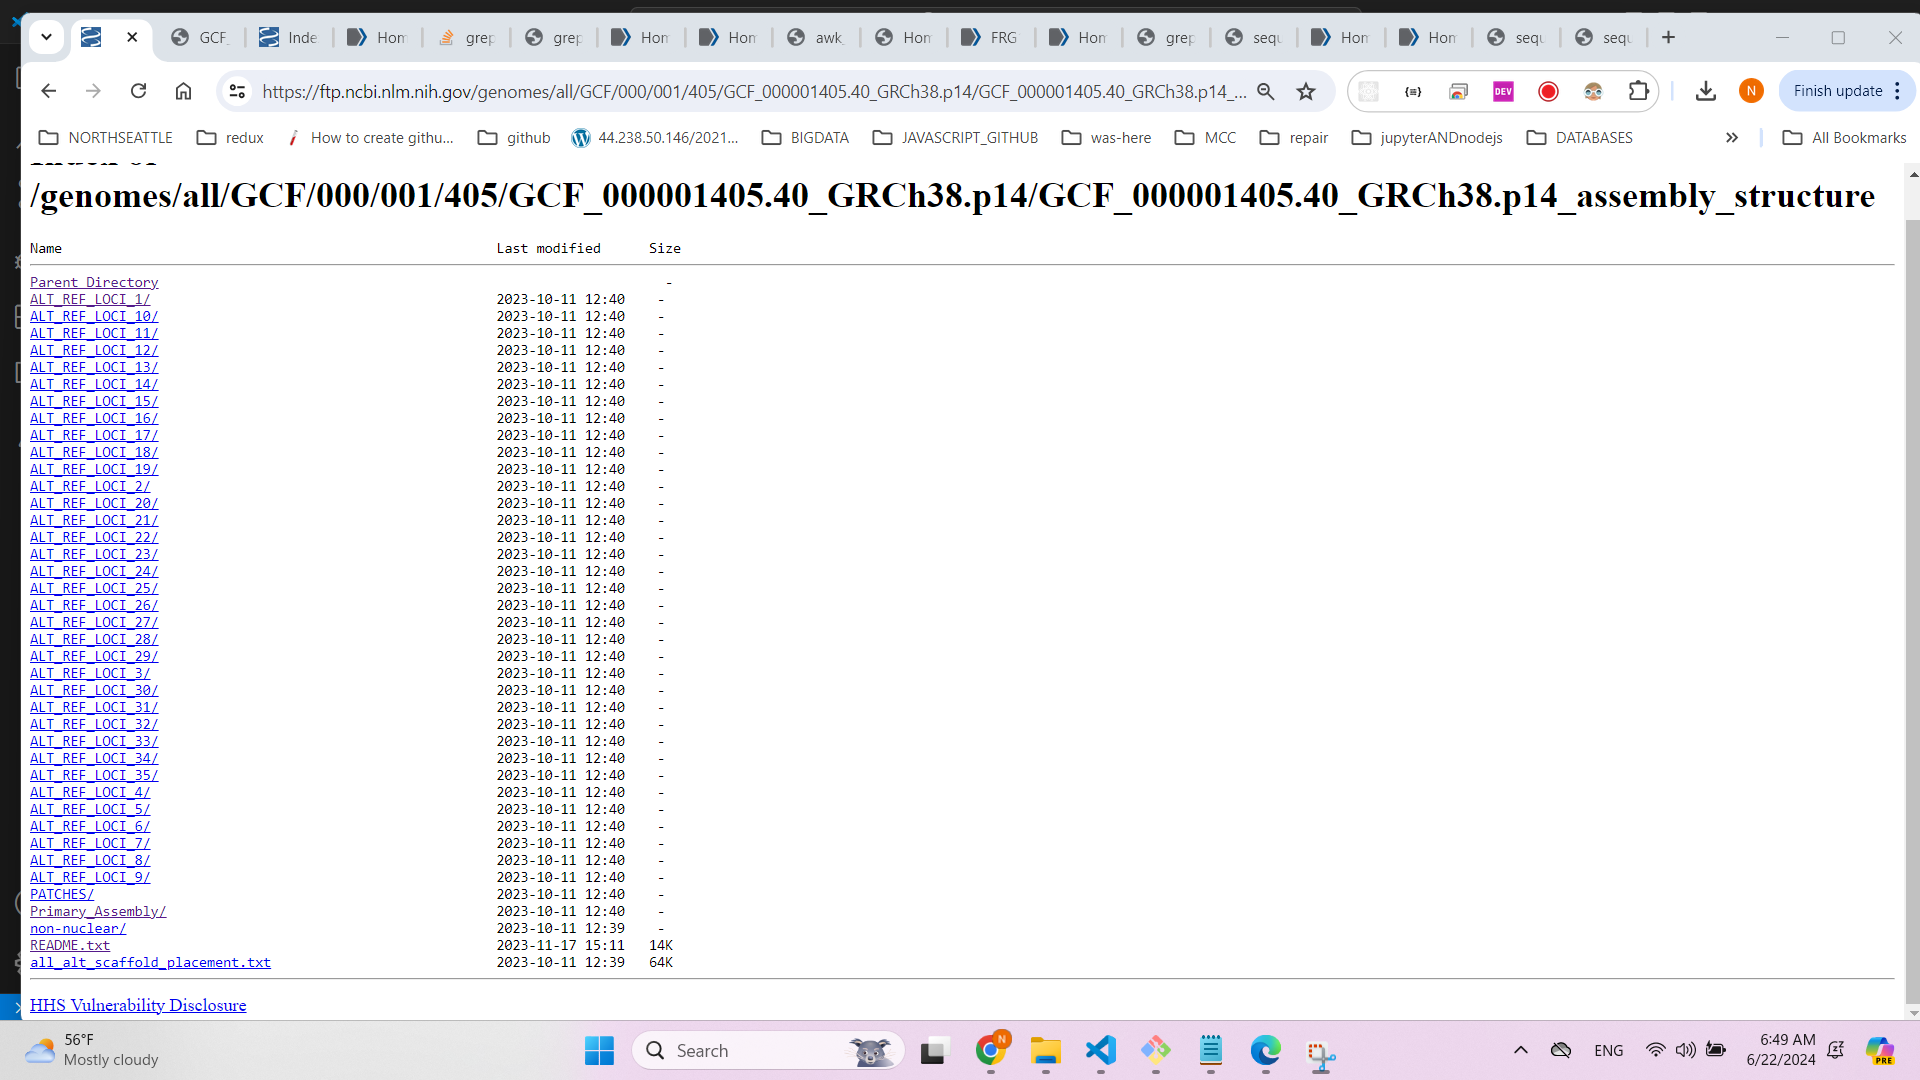 GCF_
Inde
Hom
grep
grep
Hom
Hom
awk_
Hom
FRG
Hom
grep
sequ
Hom
Hom
sequ
sequ
https://ftp.ncbi.nlm.nih.gov/genomes/all/GCF/000/001/405/GCF_000001405.40_GRCh38.p14/GCF_000001405.40_GRCh38.p14_...
{≡}
DEV
N
Finish update
NORTHSEATTLE
redux
How to create githu...
github
44.238.50.146/2021...
BIGDATA
JAVASCRIPT_GITHUB
was-here
MCC
repair
jupyterANDnodejs
DATABASES
»
All Bookmarks
Index of
/genomes/all/GCF/000/001/405/GCF_000001405.40_GRCh38.p14/GCF_000001405.40_GRCh38.p14_assembly_structure
Name Last modified Size
Parent Directory -
ALT_REF_LOCI_1/ 2023-10-11 12:40 -
ALT_REF_LOCI_10/ 2023-10-11 12:40 -
ALT_REF_LOCI_11/ 2023-10-11 12:40 -
ALT_REF_LOCI_12/ 2023-10-11 12:40 -
ALT_REF_LOCI_13/ 2023-10-11 12:40 -
ALT_REF_LOCI_14/ 2023-10-11 12:40 -
ALT_REF_LOCI_15/ 2023-10-11 12:40 -
ALT_REF_LOCI_16/ 2023-10-11 12:40 -
ALT_REF_LOCI_17/ 2023-10-11 12:40 -
ALT_REF_LOCI_18/ 2023-10-11 12:40 -
ALT_REF_LOCI_19/ 2023-10-11 12:40 -
ALT_REF_LOCI_2/ 2023-10-11 12:40 -
ALT_REF_LOCI_20/ 2023-10-11 12:40 -
ALT_REF_LOCI_21/ 2023-10-11 12:40 -
ALT_REF_LOCI_22/ 2023-10-11 12:40 -
ALT_REF_LOCI_23/ 2023-10-11 12:40 -
ALT_REF_LOCI_24/ 2023-10-11 12:40 -
ALT_REF_LOCI_25/ 2023-10-11 12:40 -
ALT_REF_LOCI_26/ 2023-10-11 12:40 -
ALT_REF_LOCI_27/ 2023-10-11 12:40 -
ALT_REF_LOCI_28/ 2023-10-11 12:40 -
ALT_REF_LOCI_29/ 2023-10-11 12:40 -
ALT_REF_LOCI_3/ 2023-10-11 12:40 -
ALT_REF_LOCI_30/ 2023-10-11 12:40 -
ALT_REF_LOCI_31/ 2023-10-11 12:40 -
ALT_REF_LOCI_32/ 2023-10-11 12:40 -
ALT_REF_LOCI_33/ 2023-10-11 12:40 -
ALT_REF_LOCI_34/ 2023-10-11 12:40 -
ALT_REF_LOCI_35/ 2023-10-11 12:40 -
ALT_REF_LOCI_4/ 2023-10-11 12:40 -
ALT_REF_LOCI_5/ 2023-10-11 12:40 -
ALT_REF_LOCI_6/ 2023-10-11 12:40 -
ALT_REF_LOCI_7/ 2023-10-11 12:40 -
ALT_REF_LOCI_8/ 2023-10-11 12:40 -
ALT_REF_LOCI_9/ 2023-10-11 12:40 -
PATCHES/ 2023-10-11 12:40 -
Primary_Assembly/ 2023-10-11 12:40 -
non-nuclear/ 2023-10-11 12:39 -
README.txt 2023-11-17 15:11 14K
all_alt_scaffold_placement.txt 2023-10-11 12:39 64K
HHS Vulnerability Disclosure
56°F
Mostly cloudy
Search
N
ENG
6:49 AM
6/22/2024
PRE